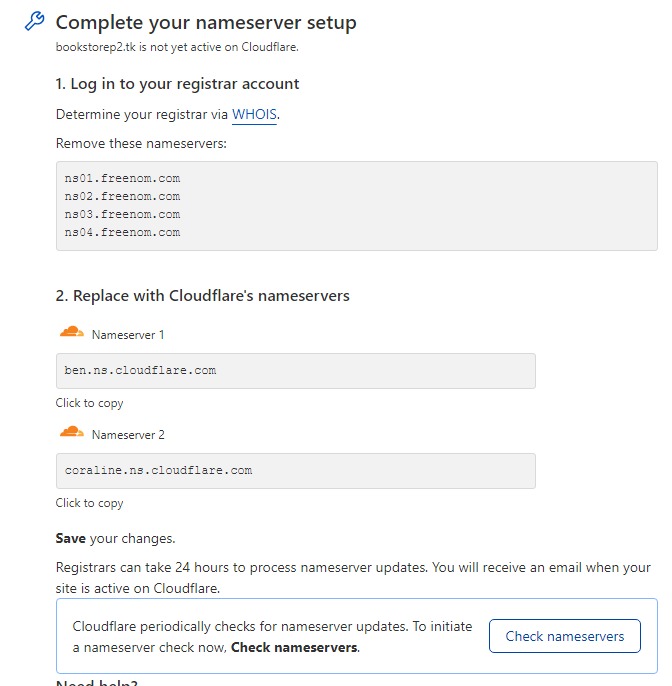 Complete your nameserver setup
bookstorep2.tk is not yet active on Cloudflare.
1. Log in to your registrar account
Determine your registrar via WHOIS.
Remove these nameservers:
ns01.freenom.com
ns02.freenom.com
ns03.freenom.com
ns04.freenom.com
2. Replace with Cloudflare's nameservers
Nameserver 1
ben.ns.cloudflare.com
Click to copy
Nameserver 2
coraline.ns.cloudflare.com
Click to copy
Save your changes.
Registrars can take 24 hours to process nameserver updates. You will receive an email when your
site is active on Cloudflare.
Cloudflare periodically checks for nameserver updates. To initiate
a nameserver check now, Check nameservers.
Check nameservers
Need help?